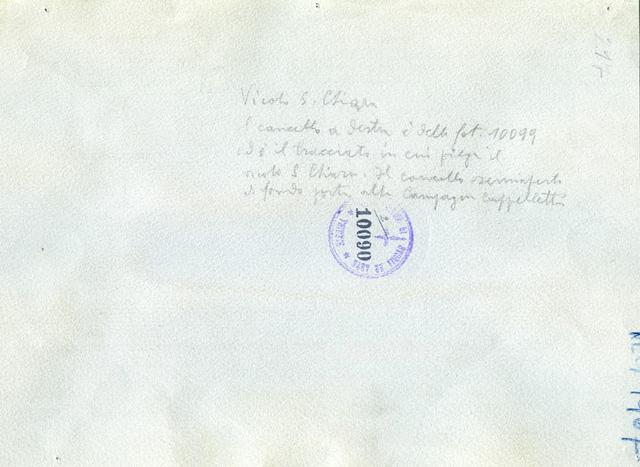 Vicolo S. Chiara
Il cancello a destra è della fot. 10099
ed è il tracciato in cui piega il
vicolo S Chiara. Il cancello semiaperto
di fondo porta alla Campagna Cappelletti
10090